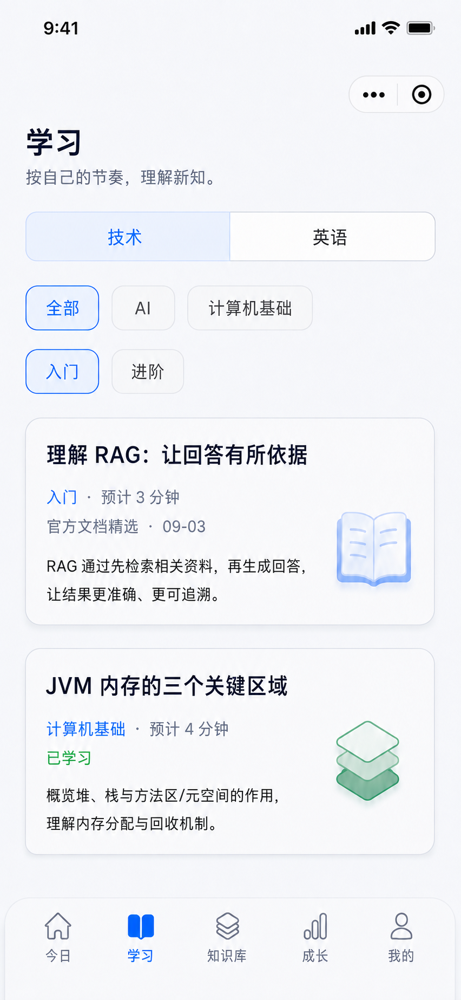 9:41
学习
按自己的节奏，理解新知。
技术 英语
全部 AI 计算机基础
入门 进阶
理解 RAG：让回答有所依据
入门 · 预计 3 分钟
官方文档精选 · 09-03
RAG 通过先检索相关资料，再生成回答，
让结果更准确、更可追溯。
JVM 内存的三个关键区域
计算机基础 · 预计 4 分钟
已学习
概览堆、栈与方法区/元空间的作用，
理解内存分配与回收机制。
今日 学习 知识库 成长 我的